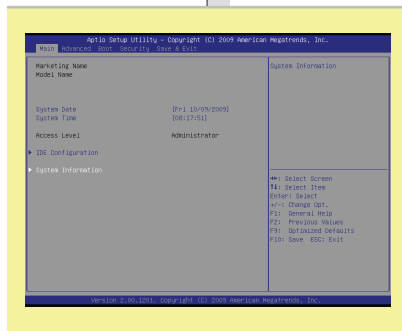 Aptio Setup Utility – Copyright (C) 2009 American Megatrends, Inc.
Main Advanced Boot Security Save & Exit
Marketing Name
Model Name
System Date [Fri 10/09/2009]
System Time [08:17:51]
Access Level Administrator
▶ IDE Configuration
▶ System Information
System Information
→←: Select Screen
↑↓: Select Item
Enter: Select
+/-: Change Opt.
F1: General Help
F2: Previous Values
F9: Optimized Defaults
F10: Save ESC: Exit
Version 2.00.1201. Copyright (C) 2009 American Megatrends, Inc.